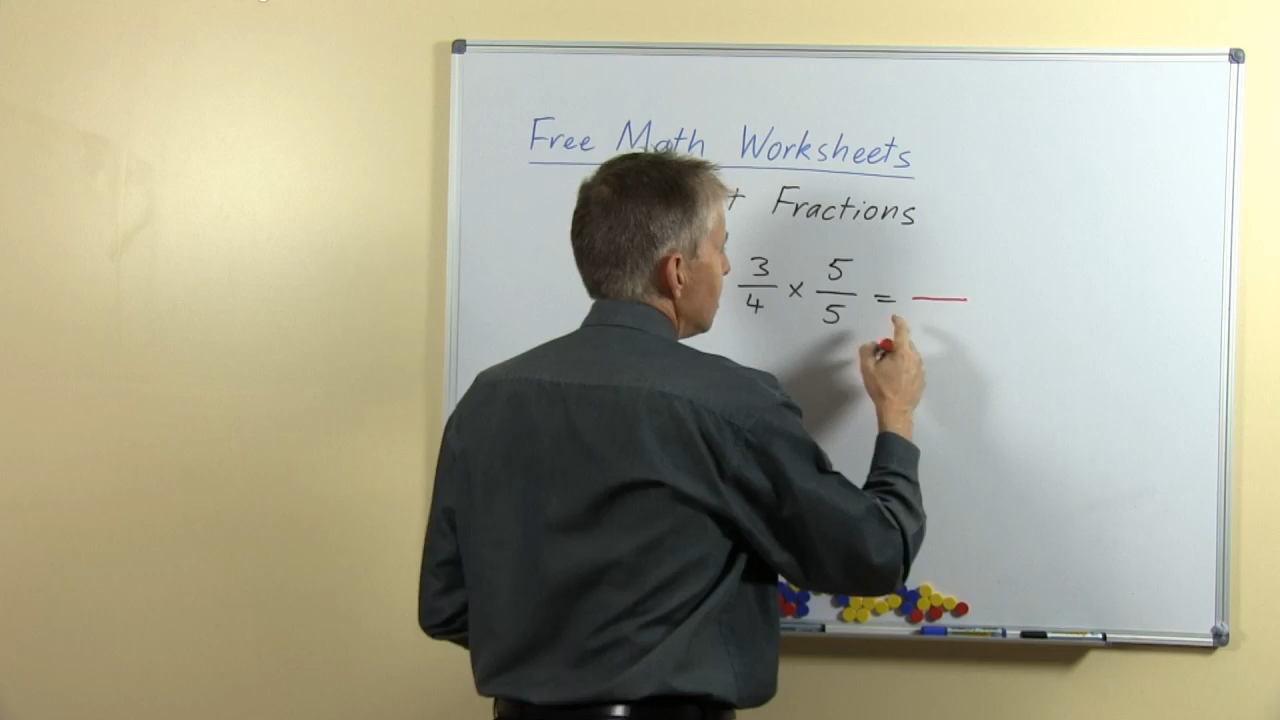 Free Math Worksheets
Fractions
3/4 × 5/5 =